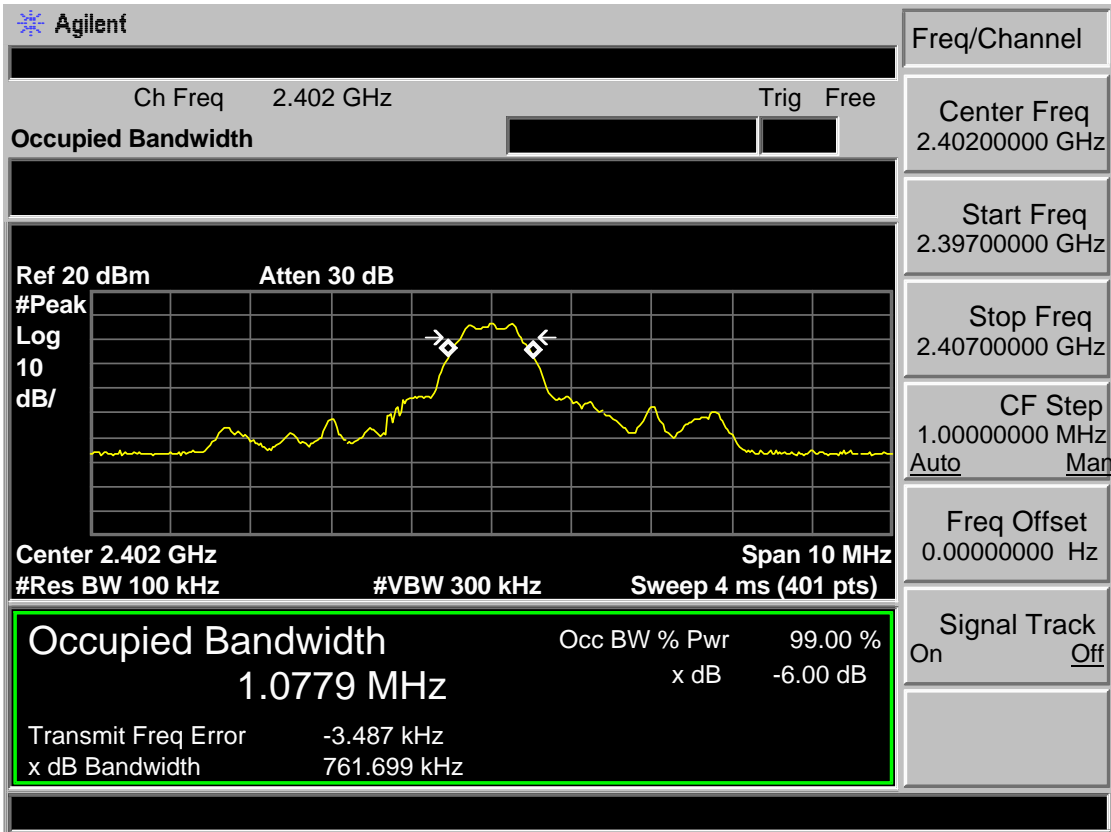 Agilent
Freq/Channel
Ch Freq 2.402 GHz Trig Free
Occupied Bandwidth
Center Freq
2.40200000 GHz
Start Freq
2.39700000 GHz
Stop Freq
2.40700000 GHz
CF Step
1.00000000 MHz
Auto Man
Freq Offset
0.00000000 Hz
Signal Track
On Off
Ref 20 dBm Atten 30 dB
#Peak
Log
10
dB/
Center 2.402 GHz Span 10 MHz
#Res BW 100 kHz #VBW 300 kHz Sweep 4 ms (401 pts)
Occupied Bandwidth
1.0779 MHz
Occ BW % Pwr 99.00 %
x dB -6.00 dB
Transmit Freq Error -3.487 kHz
x dB Bandwidth 761.699 kHz